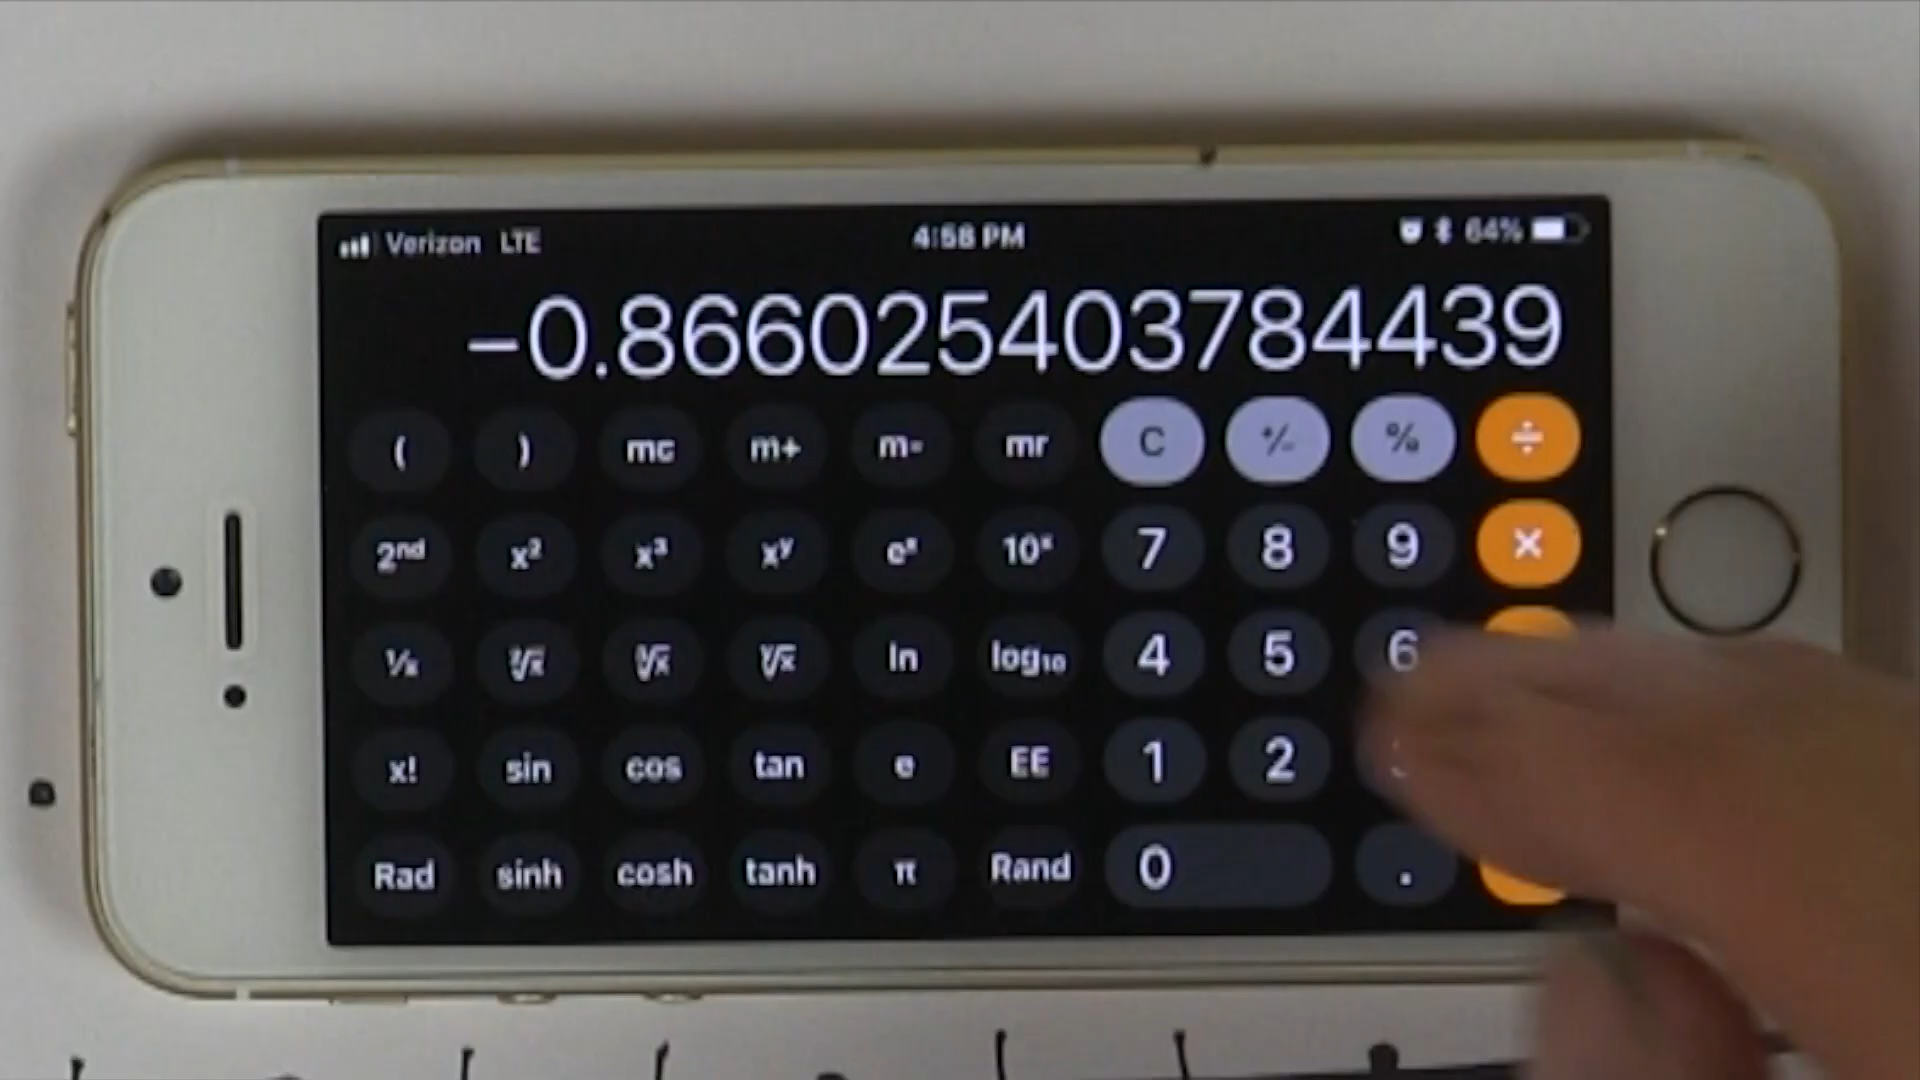 Verizon LTE 4:58 PM 64%
-0.8660254037844439
( ) mc m+ m- mr C +/- % ÷
2ⁿᵈ x² x³ xʸ eˣ 10ˣ 7 8 9 ×
1/x ²√x ³√x ʸ√x ln log₁₀ 4 5 6
x! sin cos tan e EE 1 2
Rad sinh cosh tanh π Rand 0 .